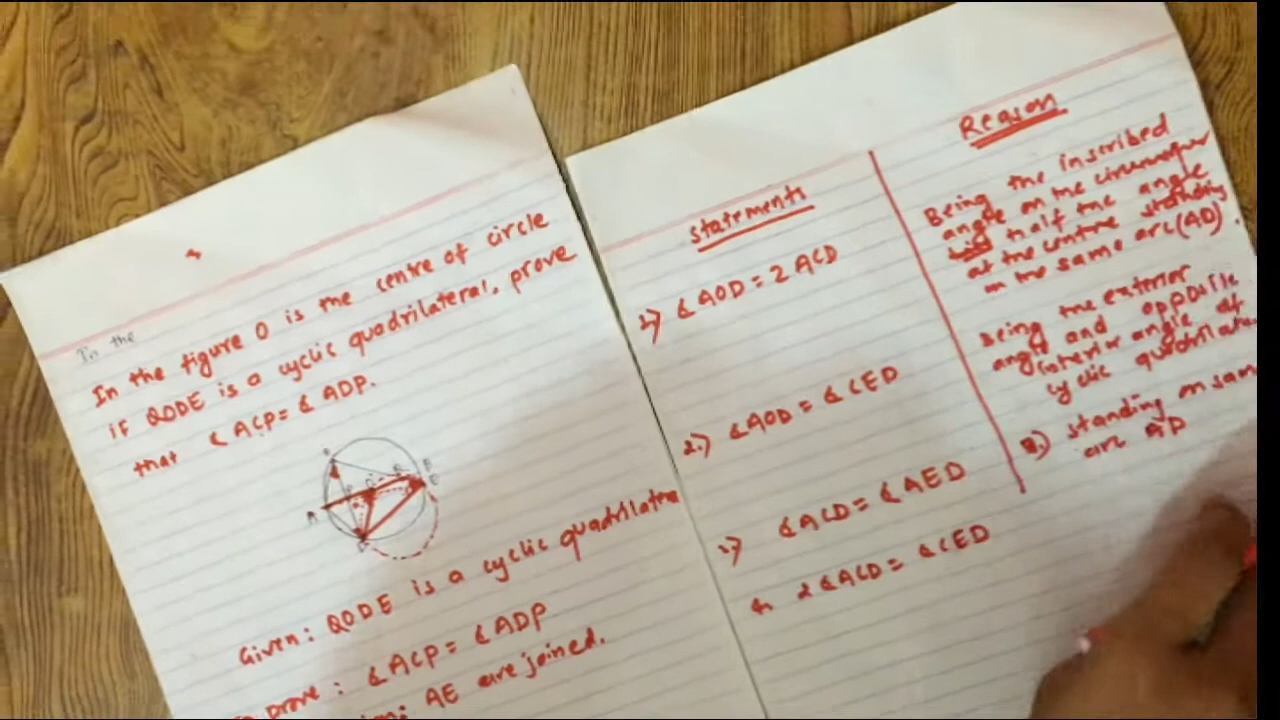 In the
In the figure O is the centre of circle
if QODE is a cyclic quadrilateral, prove
that ∠ACP = ∠ADP.
Given: QODE is a cyclic quadrilatera
prove : ∠ACP = ∠ADP
AE are joined.
Statements
1.) ∠AOD = 2 ACD
2.) ∠AOD = ∠CED
∠ACD = ∠AED
4. 2∠ACD = ∠CED
Reason
Being the inscribed
angle on the
is half the angle
at the centre standing
on the same arc(AD).
Being the exterior
angle and opposite
interior angle of
cyclic
3.) standing on sam
arc AD